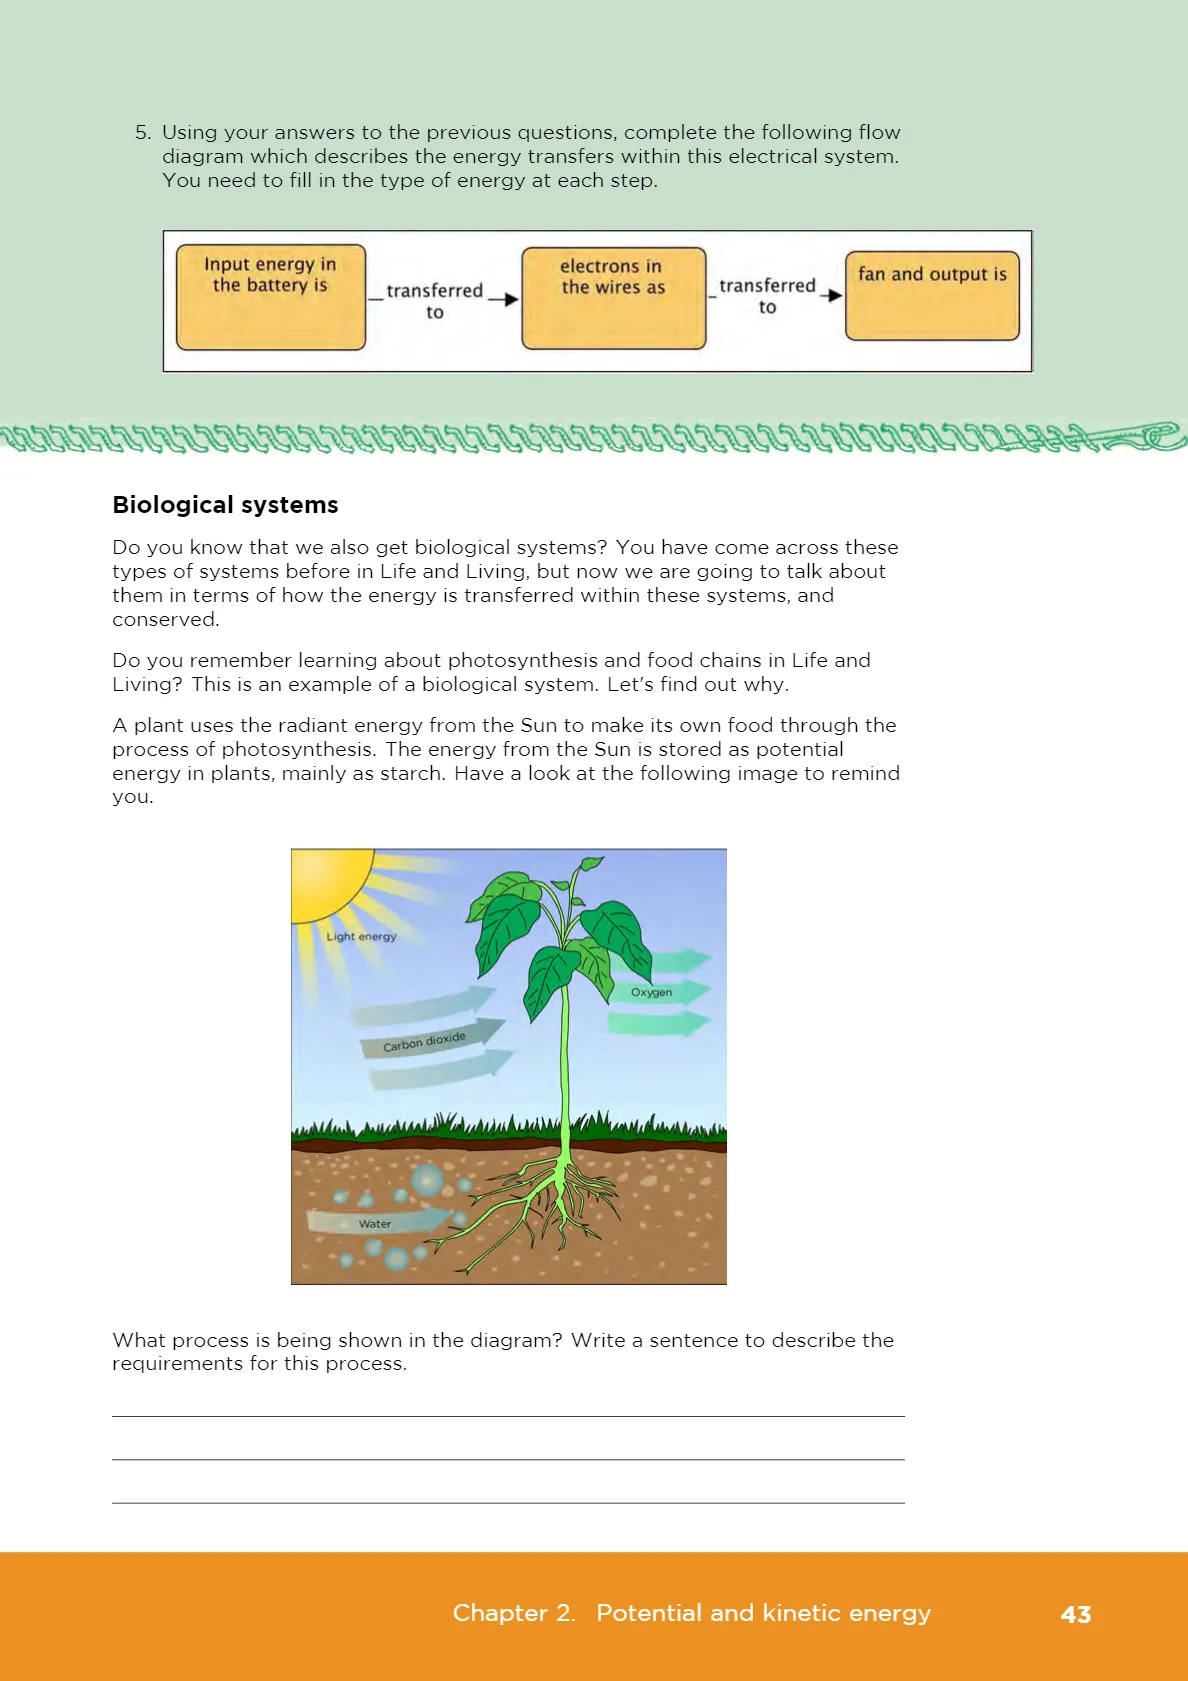 5. Using your answers to the previous questions, complete the following flow
diagram which describes the energy transfers within this electrical system.
You need to fill in the type of energy at each step.
Input energy in
the battery is
transferred
to
electrons in
the wires as
transferred
to
fan and output is
Biological systems
Do you know that we also get biological systems? You have come across these
types of systems before in Life and Living, but now we are going to talk about
them in terms of how the energy is transferred within these systems, and
conserved.
Do you remember learning about photosynthesis and food chains in Life and
Living? This is an example of a biological system. Let's find out why.
A plant uses the radiant energy from the Sun to make its own food through the
process of photosynthesis. The energy from the Sun is stored as potential
energy in plants, mainly as starch. Have a look at the following image to remind
you.
Light energy
Oxygen
Carbon dioxide
Water
What process is being shown in the diagram? Write a sentence to describe the
requirements for this process.
Chapter 2. Potential and kinetic energy 43